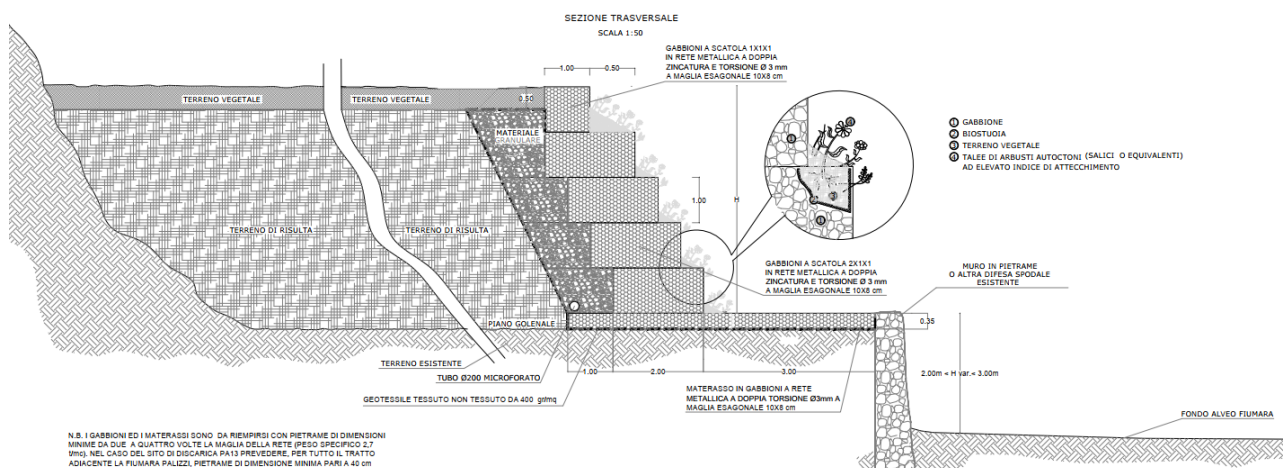 SEZIONE TRASVERSALE
SCALA 1:50
GABBIONI A SCATOLA 1X1X1
IN RETE METALLICA A DOPPIA
ZINCATURA E TORSIONE Ø 3 mm
A MAGLIA ESAGONALE 10X8 cm
1.00
0.50
TERRENO VEGETALE
TERRENO VEGETALE
0.50
MATERIALE
GRANULARE
1 GABBIONE
2 BIOSTUOIA
3 TERRENO VEGETALE
4 TALEE DI ARBUSTI AUTOCTONI (SALICI O EQUIVALENTI)
AD ELEVATO INDICE DI ATTECCHIMENTO
1.00
H
TERRENO DI RISULTA
TERRENO DI RISULTA
GABBIONI A SCATOLA 2X1X1
IN RETE METALLICA A DOPPIA
ZINCATURA E TORSIONE Ø 3 mm
A MAGLIA ESAGONALE 10X8 cm
MURO IN PIETRAME
O ALTRA DIFESA SPODALE
ESISTENTE
PIANO GOLENALE
0.35
TERRENO ESISTENTE
1.00
2.00
3.00
2.00m < H var.< 3.00m
TUBO Ø200 MICROFORATO
GEOTESSILE TESSUTO NON TESSUTO DA 400 gr/mq
MATERASSO IN GABBIONI A RETE
METALLICA A DOPPIA TORSIONE Ø3mm A
MAGLIA ESAGONALE 10X8 cm
FONDO ALVEO FIUMARA
N.B. I GABBIONI ED I MATERASSI SONO DA RIEMPIRSI CON PIETRAME DI DIMENSIONI
MINIME DA DUE A QUATTRO VOLTE LA MAGLIA DELLA RETE (PESO SPECIFICO 2,7
t/mc). NEL CASO DEL SITO DI DISCARICA PA13 PREVEDERE, PER TUTTO IL TRATTO
ADIACENTE LA FIUMARA PALIZZI, PIETRAME DI DIMENSIONE MINIMA PARI A 40 cm